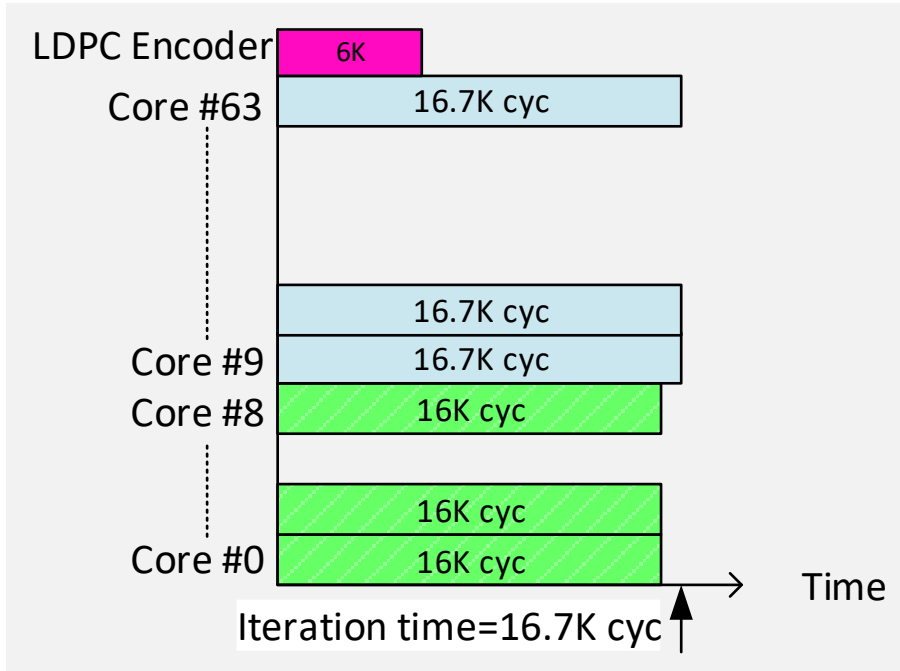 LDPC Encoder
6K
Core #63
16.7K cyc
16.7K cyc
Core #9
16.7K cyc
Core #8
16K cyc
16K cyc
Core #0
16K cyc
Time
Iteration time=16.7K cyc